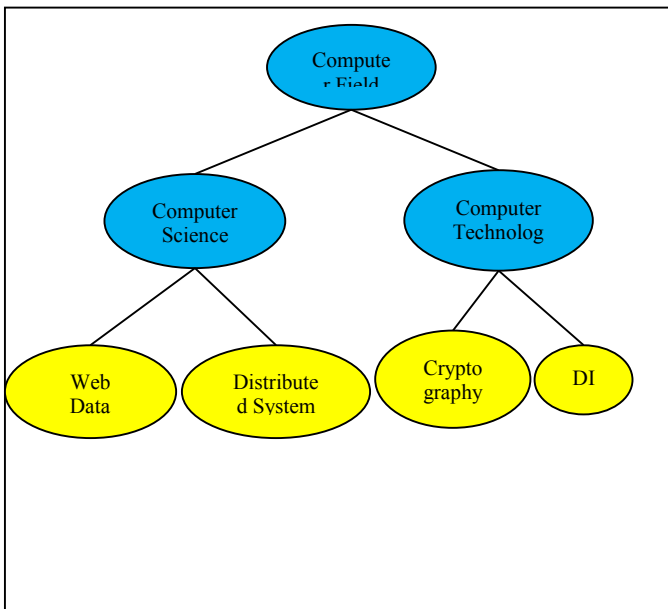 Compute
r Field
Computer
Science
Computer
Technolog
Web
Data
Distribute
d System
Crypto
graphy
DI